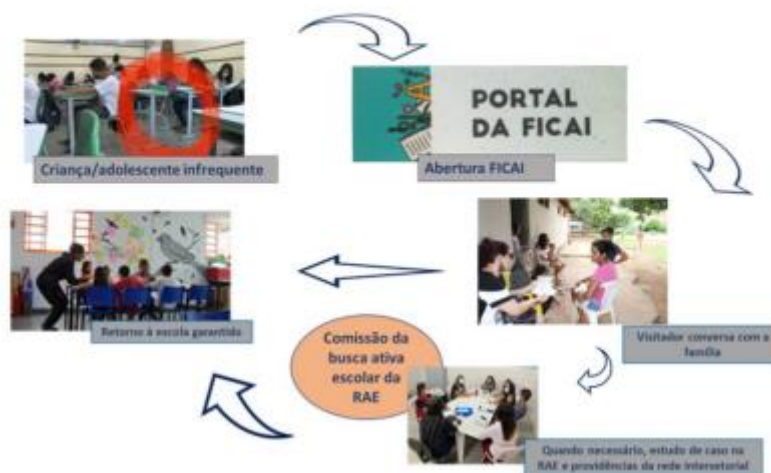 Criança/adolescente infrequente
PORTAL
DA FICAI
Abertura FICAI
Visitador conversa com a
família
Retorno à escola garantido
Comissão da
busca ativa
escolar da
RAE
Quando necessário, estudo de caso na
RAE e providências da rede intersetorial